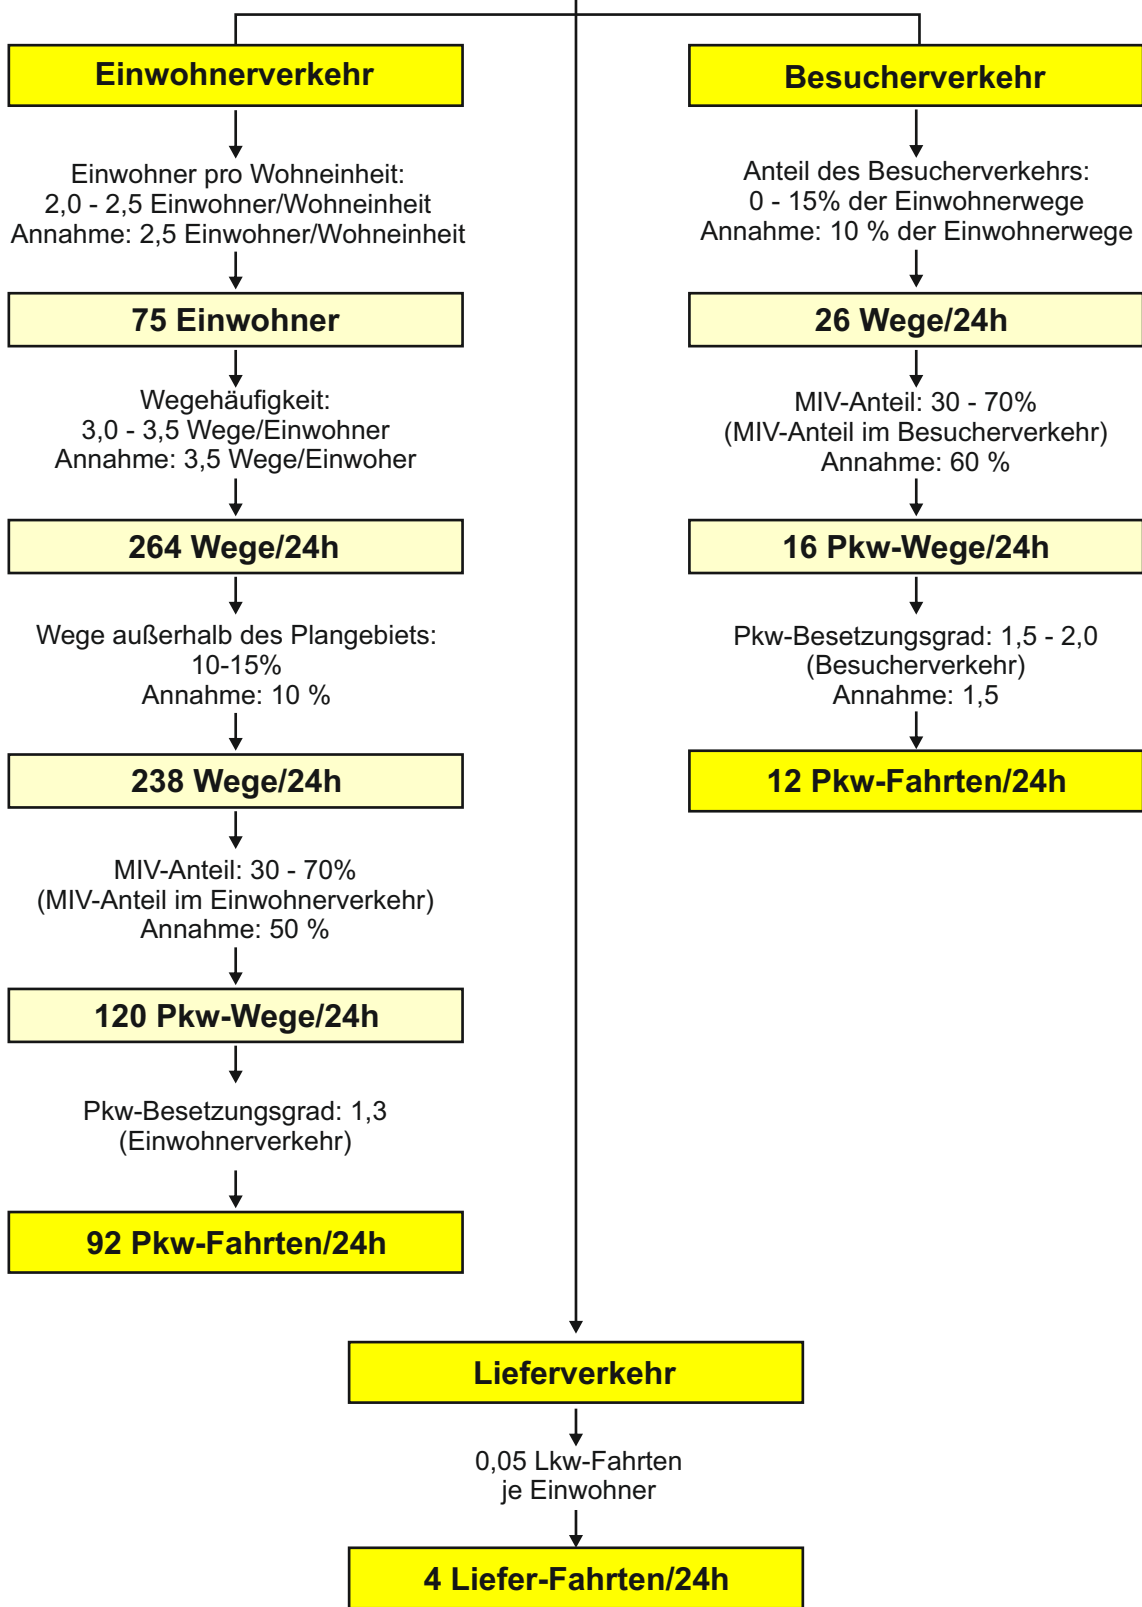 Einwohnerverkehr
Einwohner pro Wohneinheit:
2,0 - 2,5 Einwohner/Wohneinheit
Annahme: 2,5 Einwohner/Wohneinheit
75 Einwohner
Wegehäufigkeit:
3,0 - 3,5 Wege/Einwohner
Annahme: 3,5 Wege/Einwoher
264 Wege/24h
Wege außerhalb des Plangebiets:
10-15%
Annahme: 10 %
238 Wege/24h
MIV-Anteil: 30 - 70%
(MIV-Anteil im Einwohnerverkehr)
Annahme: 50 %
120 Pkw-Wege/24h
Pkw-Besetzungsgrad: 1,3
(Einwohnerverkehr)
92 Pkw-Fahrten/24h
Besucherverkehr
Anteil des Besucherverkehrs:
0 - 15% der Einwohnerwege
Annahme: 10 % der Einwohnerwege
26 Wege/24h
MIV-Anteil: 30 - 70%
(MIV-Anteil im Besucherverkehr)
Annahme: 60 %
16 Pkw-Wege/24h
Pkw-Besetzungsgrad: 1,5 - 2,0
(Besucherverkehr)
Annahme: 1,5
12 Pkw-Fahrten/24h
Lieferverkehr
0,05 Lkw-Fahrten
je Einwohner
4 Liefer-Fahrten/24h